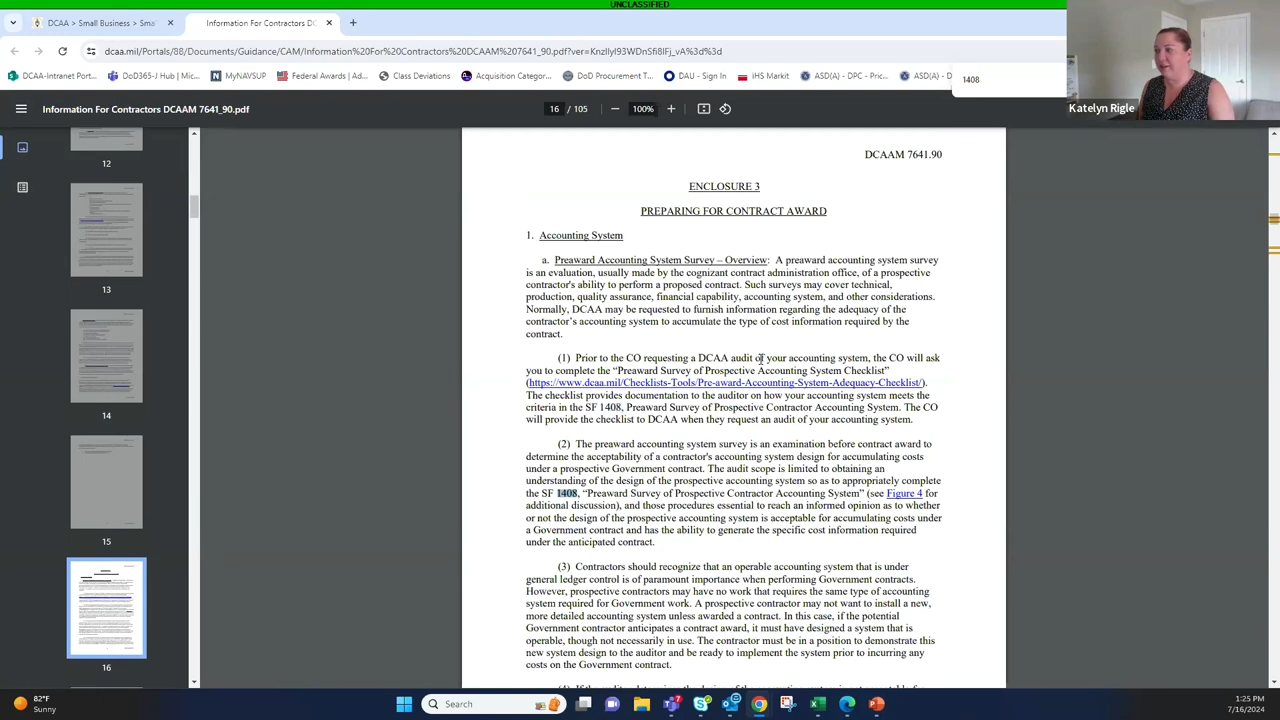 UNCLASSIFIED
DCAA > Small Business > Smal
Information For Contractors DC
dcaa.mil/Portals/88/Documents/Guidance/CAM/Information%20For%20Contractors%20DCAAM%207641_90.pdf?ver=
DCAA-Intranet Port...
DoD365-J Hub | Mic...
MyNAVSUP
Federal Awards | Ad...
Class Deviations
Acquisition Categor...
DoD Procurement T...
DAU - Sign In
IHS Markit
ASD(A) - DPC - Pric...
ASD(A) - D
1408
Katelyn Rigle
Information For Contractors DCAAM 7641_90.pdf
16 / 105
100%
12
13
14
15
16
DCAAM 7641.90
ENCLOSURE 3
PREPARING FOR CONTRACT AWARD
1. Accounting System
a. Preaward Accounting System Survey – Overview: A preaward accounting system survey
is an evaluation, usually made by the cognizant contract administration office, of a prospective
contractor's ability to perform a proposed contract. Such surveys may cover technical,
production, quality assurance, financial capability, accounting system, and other considerations.
Normally, DCAA may be requested to furnish information regarding the adequacy of the
contractor's accounting system to accumulate the type of cost information required by the
contract.
(1) Prior to the CO requesting a DCAA audit of your accounting system, the CO will ask
you to complete the “Preaward Survey of Prospective Accounting System Checklist”
(https://www.dcaa.mil/Checklists-Tools/Pre-award-Accounting-System-Adequacy-Checklist/).
The checklist provides documentation to the auditor on how your accounting system meets the
criteria in the SF 1408, Preaward Survey of Prospective Contractor Accounting System. The CO
will provide the checklist to DCAA when they request an audit of your accounting system.
(2) The preaward accounting system survey is an examination before contract award to
determine the acceptability of a contractor's accounting system design for accumulating costs
under a prospective Government contract. The audit scope is limited to obtaining an
understanding of the design of the prospective accounting system so as to appropriately complete
the SF 1408, “Preaward Survey of Prospective Contractor Accounting System” (see Figure 4 for
additional discussion), and those procedures essential to reach an informed opinion as to whether
or not the design of the prospective accounting system is acceptable for accumulating costs under
a Government contract and has the ability to generate the specific cost information required
under the anticipated contract.
(3) Contractors should recognize that an operable accounting system that is under
general ledger control is of paramount importance when performing Government contracts.
However, prospective contractors may have no work that requires the same type of accounting
system required for Government work. A prospective contractor may not want to install a new,
more detailed accounting system unless awarded a contract. In this case, if the potential
Government contractor anticipates a contract award, it must have designed a system that is
operable, though not necessarily in use. The contractor must be in a position to demonstrate this
new system design to the auditor and be ready to implement the system prior to incurring any
costs on the Government contract.
82°F
Sunny
Search
1:25 PM
7/16/2024